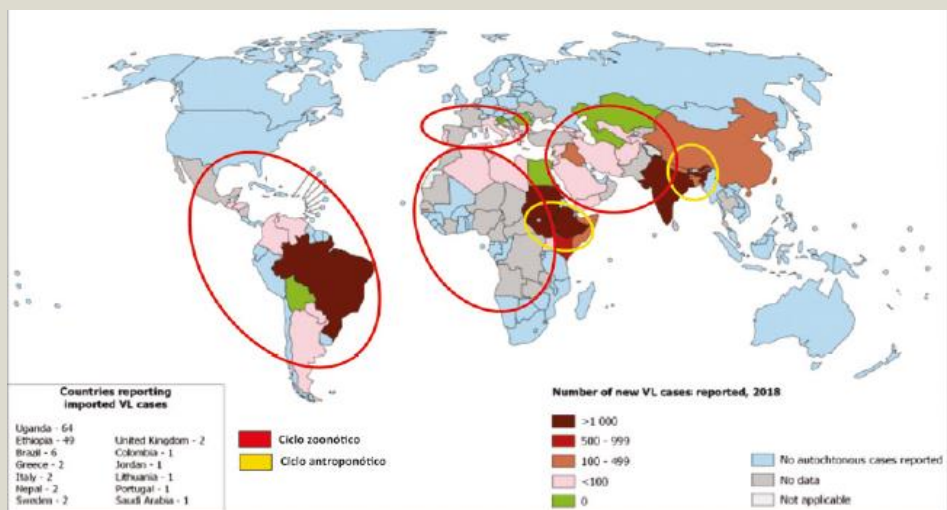 Countries reporting
imported VL cases
Uganda - 64
Ethiopia - 49
Brazil - 6
Greece - 2
Italy - 2
Nepal - 2
Sweden - 2
United Kingdom - 2
Colombia - 1
Jordan - 1
Lithuania - 1
Portugal - 1
Saudi Arabia - 1
Ciclo zoonótico
Ciclo antroponótico
Number of new VL cases reported, 2018
>1 000
500 - 999
100 - 499
<100
0
No autochtonous cases reported
No data
Not applicable